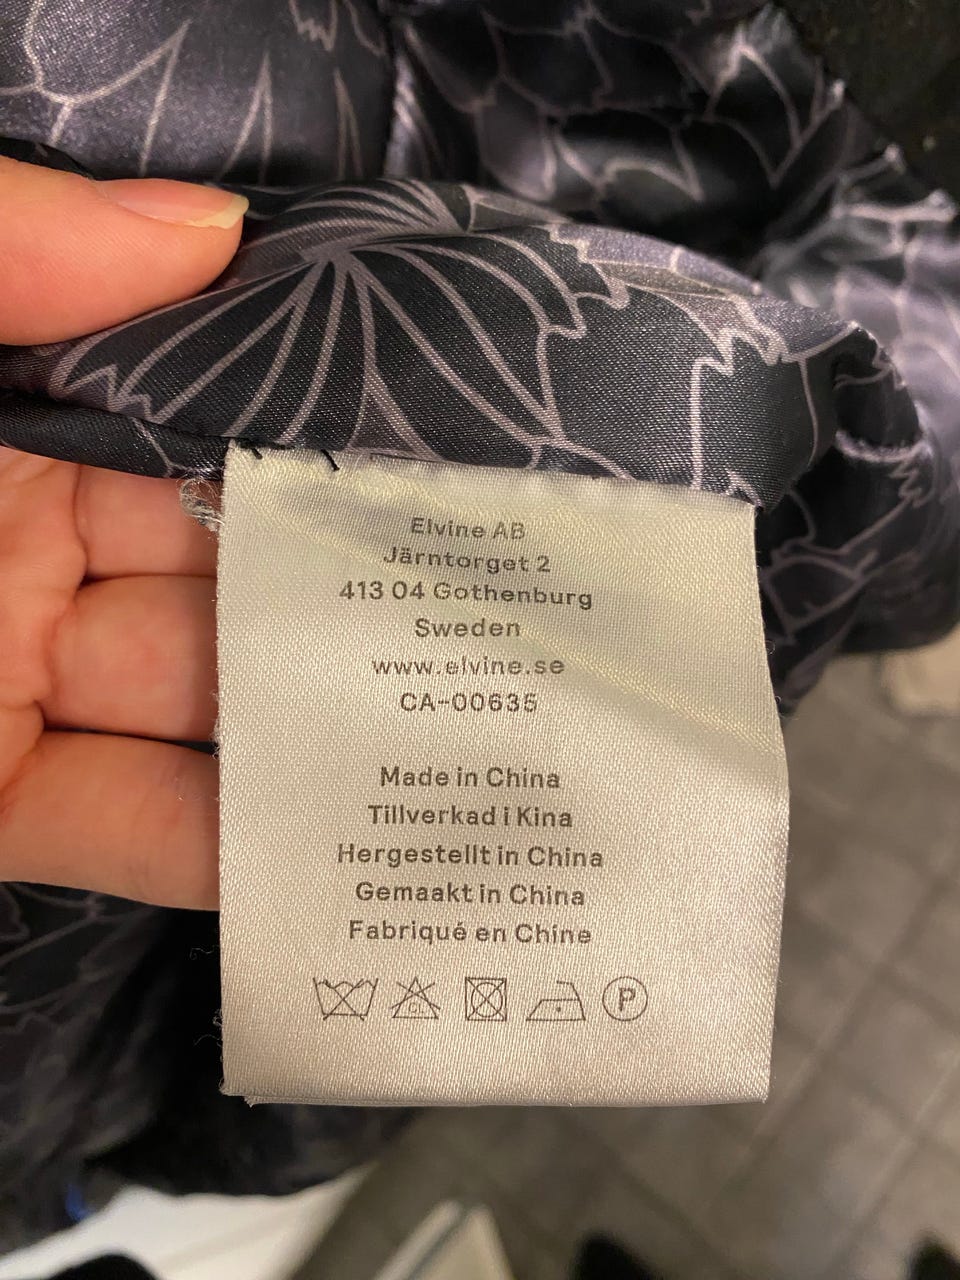 Elvine AB
Järntorget 2
413 04 Gothenburg
Sweden
www.elvine.se
CA-00635
Made in China
Tillverkad i Kina
Hergestellt in China
Gemaakt in China
Fabriqué en Chine
CL
P